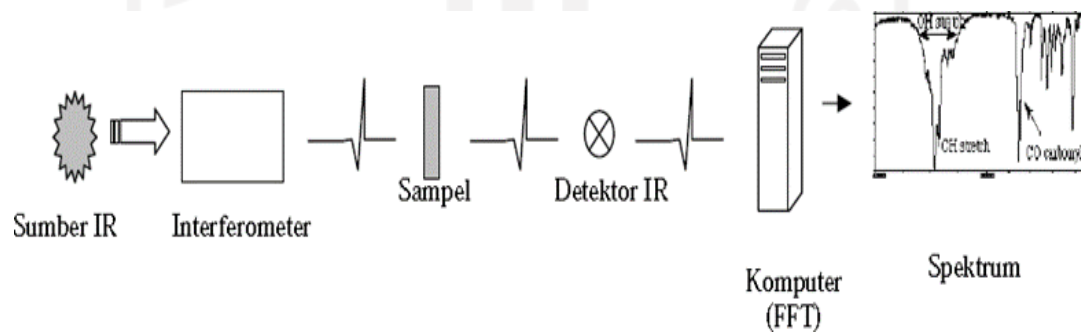 OH stretch
CH stretch
CO carbonyl
Sampel
Detektor IR
Sumber IR
Interferometer
Spektrum
Komputer
(FFT)